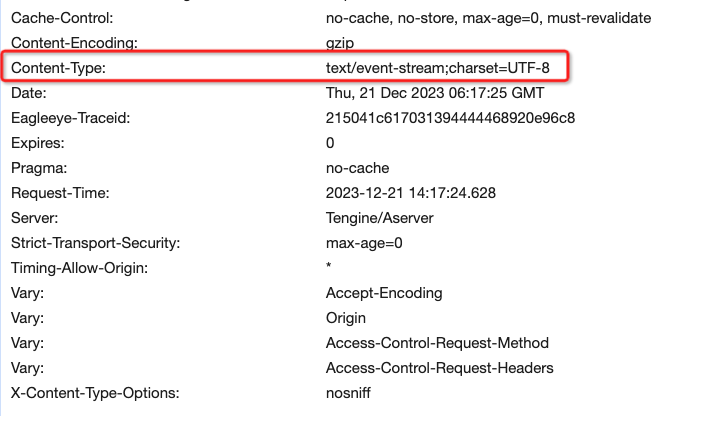 Cache-Control: no-cache, no-store, max-age=0, must-revalidate
Content-Encoding: gzip
Content-Type: text/event-stream;charset=UTF-8
Date: Thu, 21 Dec 2023 06:17:25 GMT
Eagleeye-Traceid: 215041c617031394444468920e96c8
Expires: 0
Pragma: no-cache
Request-Time: 2023-12-21 14:17:24.628
Server: Tengine/Aserver
Strict-Transport-Security: max-age=0
Timing-Allow-Origin: *
Vary: Accept-Encoding
Vary: Origin
Vary: Access-Control-Request-Method
Vary: Access-Control-Request-Headers
X-Content-Type-Options: nosniff